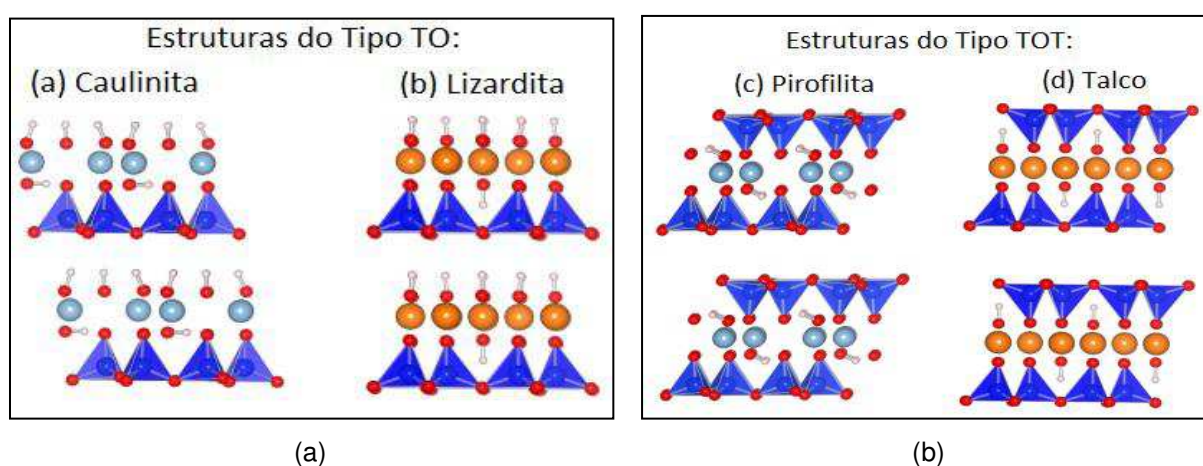 Estruturas do Tipo TO:
(a) Caulinita
(b) Lizardita
Estruturas do Tipo TOT:
(c) Pirofilita
(d) Talco
(a)
(b)